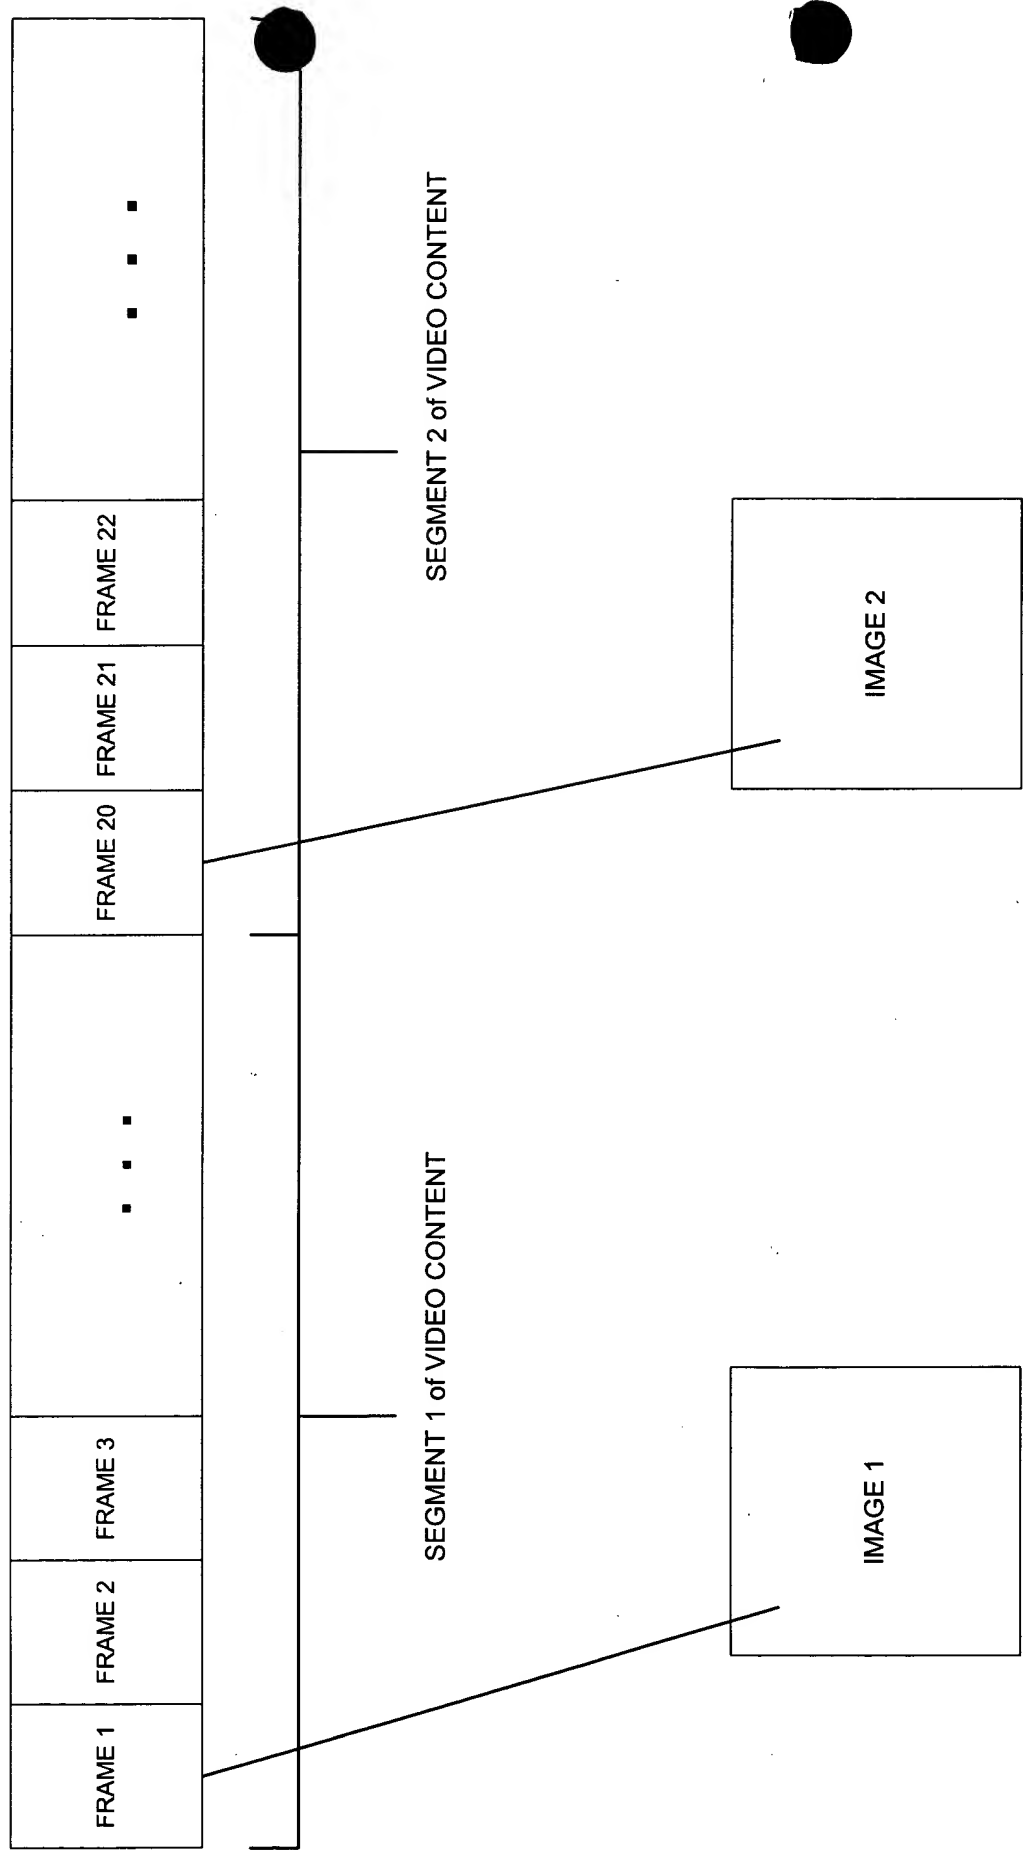 FRAME 1
FRAME 2
FRAME 3
FRAME 20
FRAME 21
FRAME 22
SEGMENT 1 of VIDEO CONTENT
SEGMENT 2 of VIDEO CONTENT
IMAGE 1
IMAGE 2